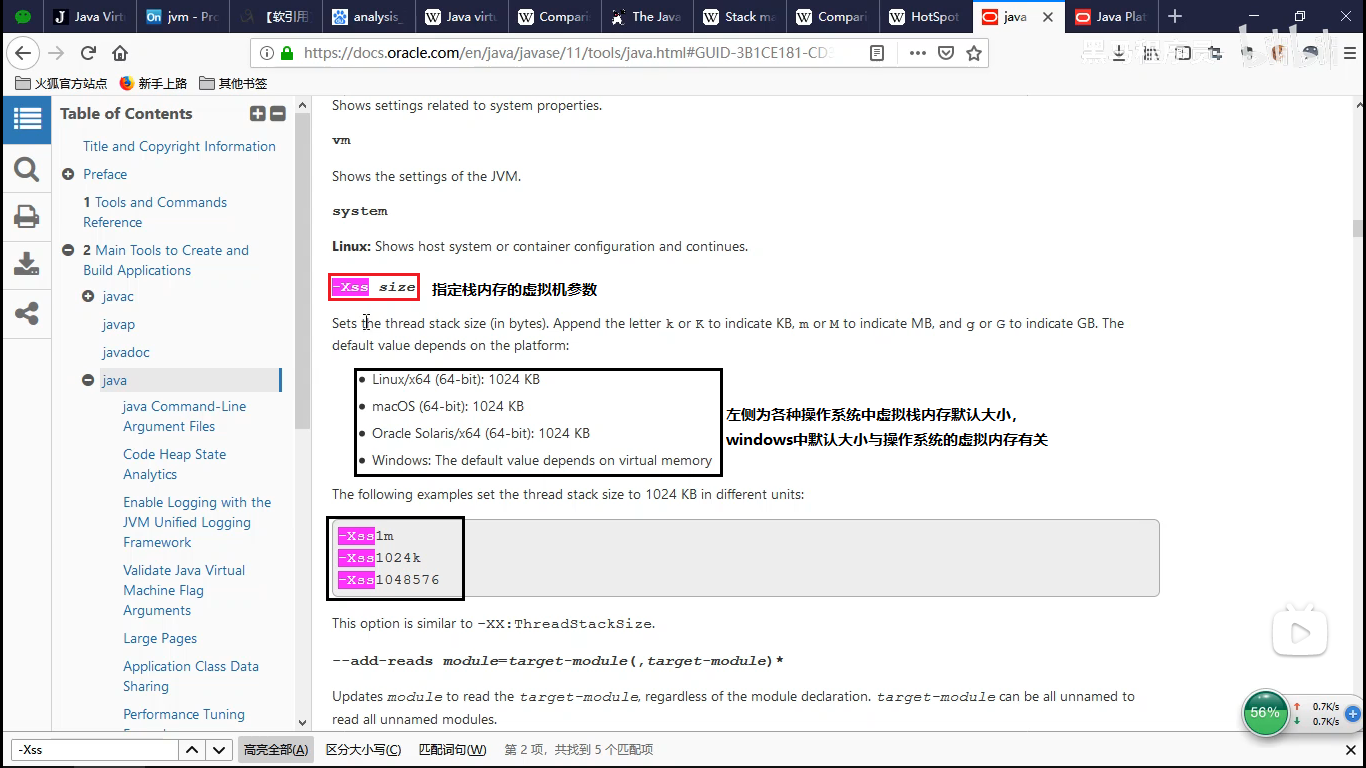 Java Virtu
jvm - Pro
【软引用
analysis_
Java virtu
Compari
The Java
Stack ma
Compari
HotSpot
java
Java Plat
https://docs.oracle.com/en/java/javase/11/tools/java.html#GUID-3B1CE181-CD
火狐官方站点
新手上路
其他书签
bilibili
Table of Contents
Title and Copyright Information
Preface
1 Tools and Commands
Reference
2 Main Tools to Create and
Build Applications
javac
javap
javadoc
java
java Command-Line
Argument Files
Code Heap State
Analytics
Enable Logging with the
JVM Unified Logging
Framework
Validate Java Virtual
Machine Flag
Arguments
Large Pages
Application Class Data
Sharing
Performance Tuning
Shows settings related to system properties.
vm
Shows the settings of the JVM.
system
Linux: Shows host system or container configuration and continues.
-Xss size 指定栈内存的虚拟机参数
Sets the thread stack size (in bytes). Append the letter k or K to indicate KB, m or M to indicate MB, and g or G to indicate GB. The
default value depends on the platform:
• Linux/x64 (64-bit): 1024 KB
• macOS (64-bit): 1024 KB
• Oracle Solaris/x64 (64-bit): 1024 KB
• Windows: The default value depends on virtual memory
左侧为各种操作系统中虚拟栈内存默认大小，
windows中默认大小与操作系统的虚拟内存有关
The following examples set the thread stack size to 1024 KB in different units:
-Xss1m
-Xss1024k
-Xss1048576
This option is similar to -XX:ThreadStackSize.
--add-reads module=target-module(,target-module)*
Updates module to read the target-module, regardless of the module declaration. target-module can be all unnamed to
read all unnamed modules.
56%
0.7K/s
0.7K/s
-Xss
高亮全部(A)
区分大小写(C)
匹配词句(W)
第 2 项，共找到 5 个匹配项